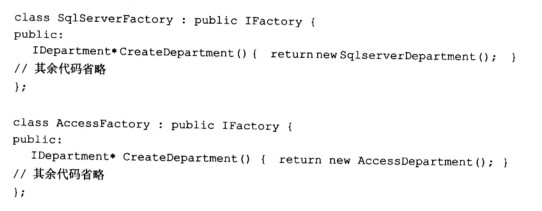 class SqlServerFactory : public IFactory {
public:
IDepartment* CreateDepartment() { return new SqlserverDepartment(); }
// 其余代码省略
};
class AccessFactory : public IFactory {
public:
IDepartment* CreateDepartment() { return new AccessDepartment(); }
// 其余代码省略
};